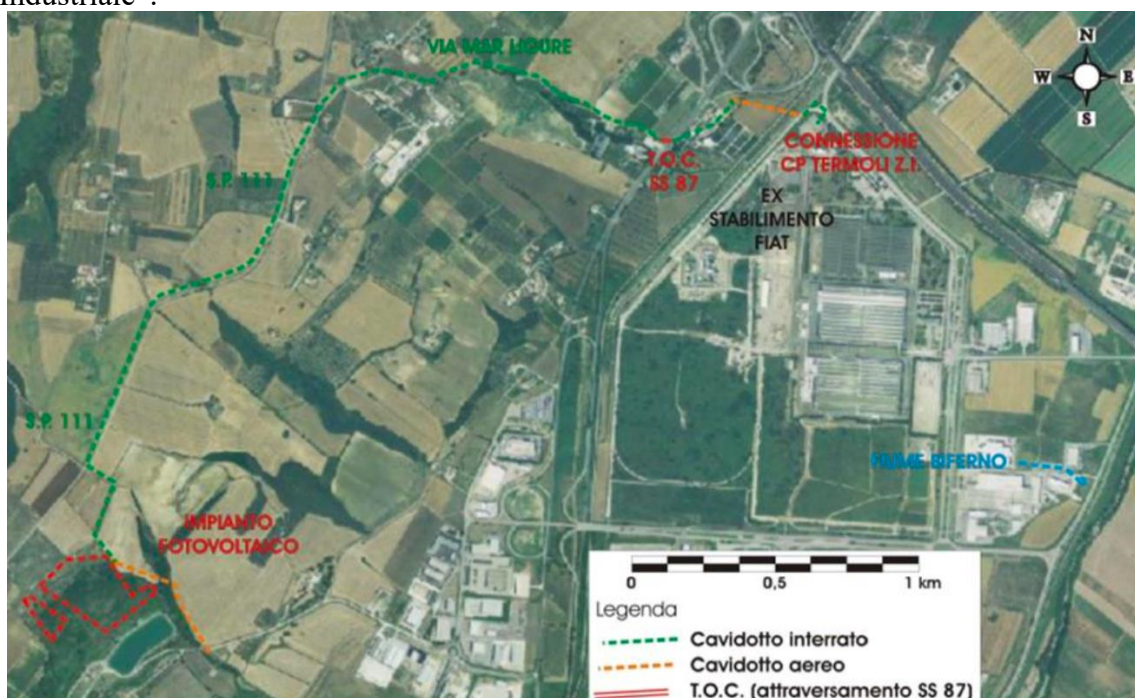 Industriale".
VIA MAR LIGURE
N
W E
S
CONNESSIONE
CP TERMOLI Z.I.
T.O.C.
SS 87
S.P. 111
EX
STABILIMENTO
FIAT
S.P. 111
FIUME BIFERNO
IMPIANTO
FOTOVOLTAICO
0 0,5 1 km
Legenda
Cavidotto interrato
Cavidotto aereo
T.O.C. (attraversamento SS 87)